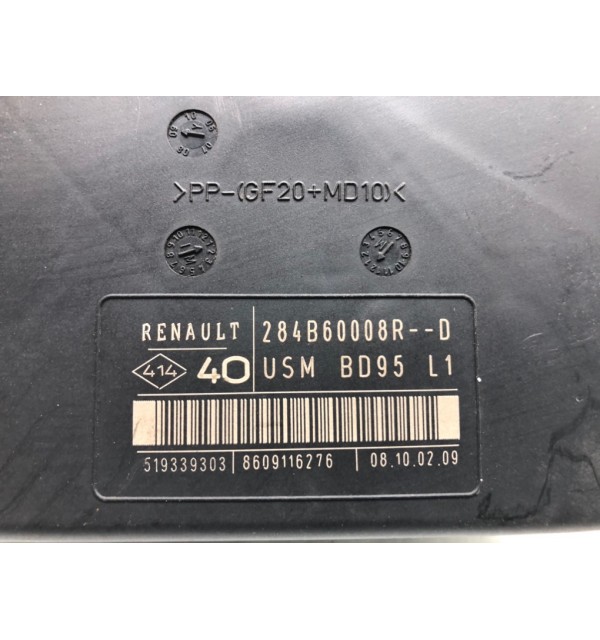 >PP-(GF20+MD10)<
RENAULT 284B60008R--D
414 40 USM BD95 L1
519339303 8609116276 08.10.02.09